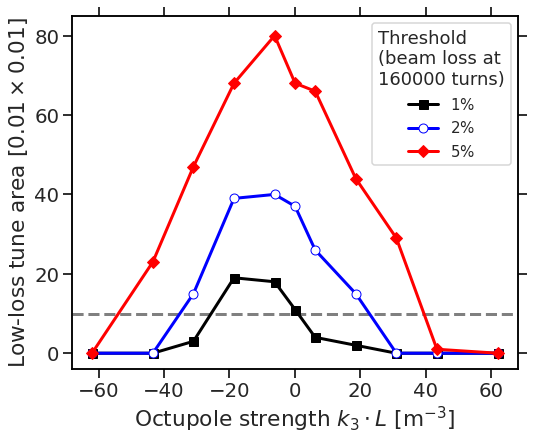 Low-loss tune area [0.01 × 0.01]
80
60
40
20
0
Threshold
(beam loss at
160000 turns)
1%
2%
5%
−60 −40 −20 0 20 40 60
Octupole strength k₃ · L [m⁻³]